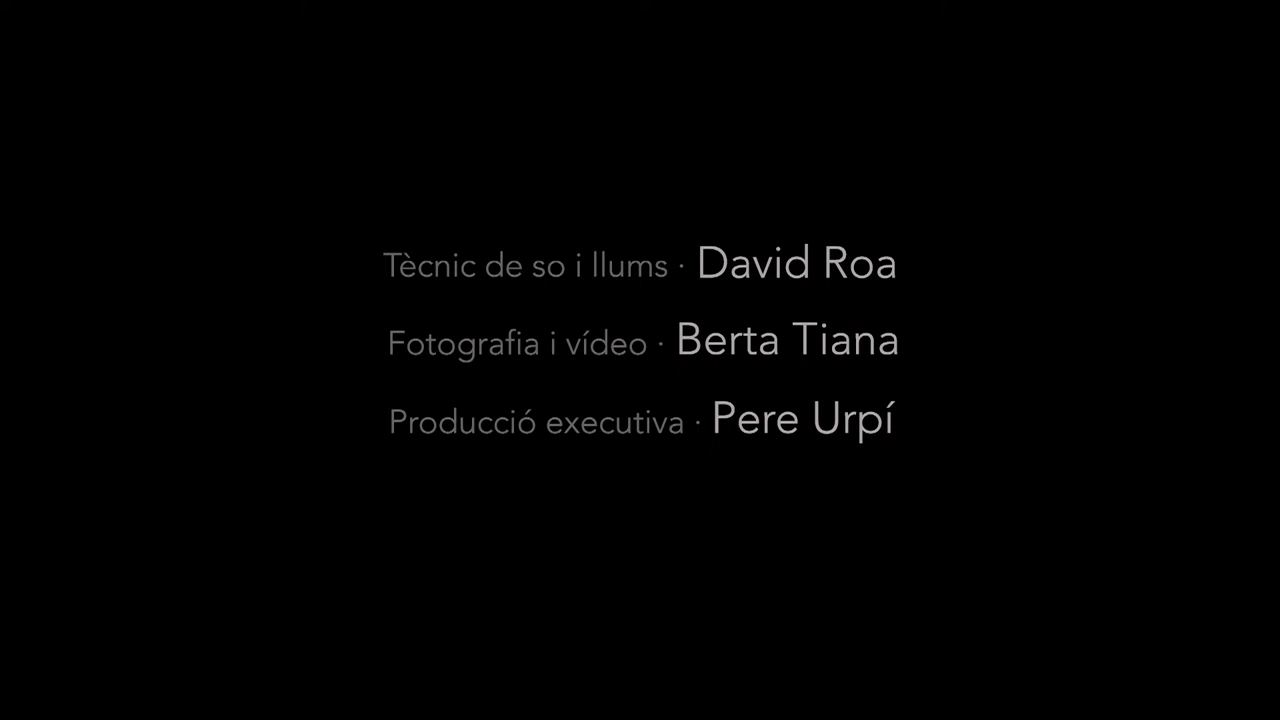 Tècnic de so i llums · David Roa
Fotografia i vídeo · Berta Tiana
Producció executiva · Pere Urpí